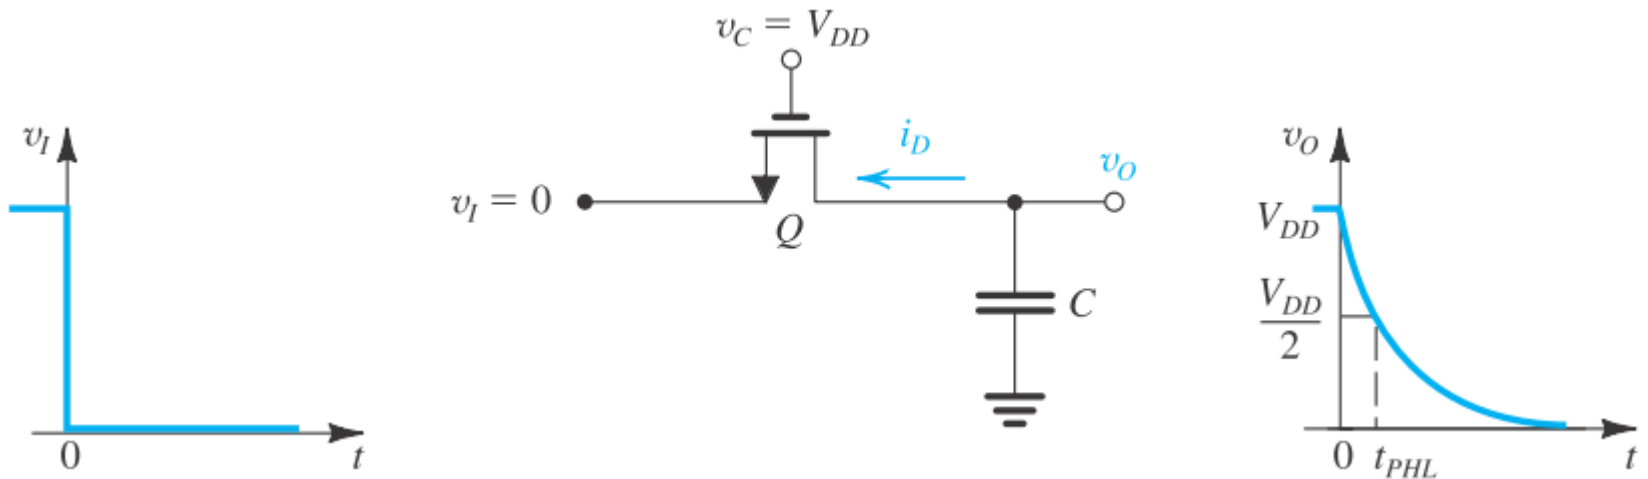 v_I
0
t
v_C = V_DD
i_D
v_O
v_I = 0
Q
C
v_O
V_DD
V_DD
2
0
t_PHL
t